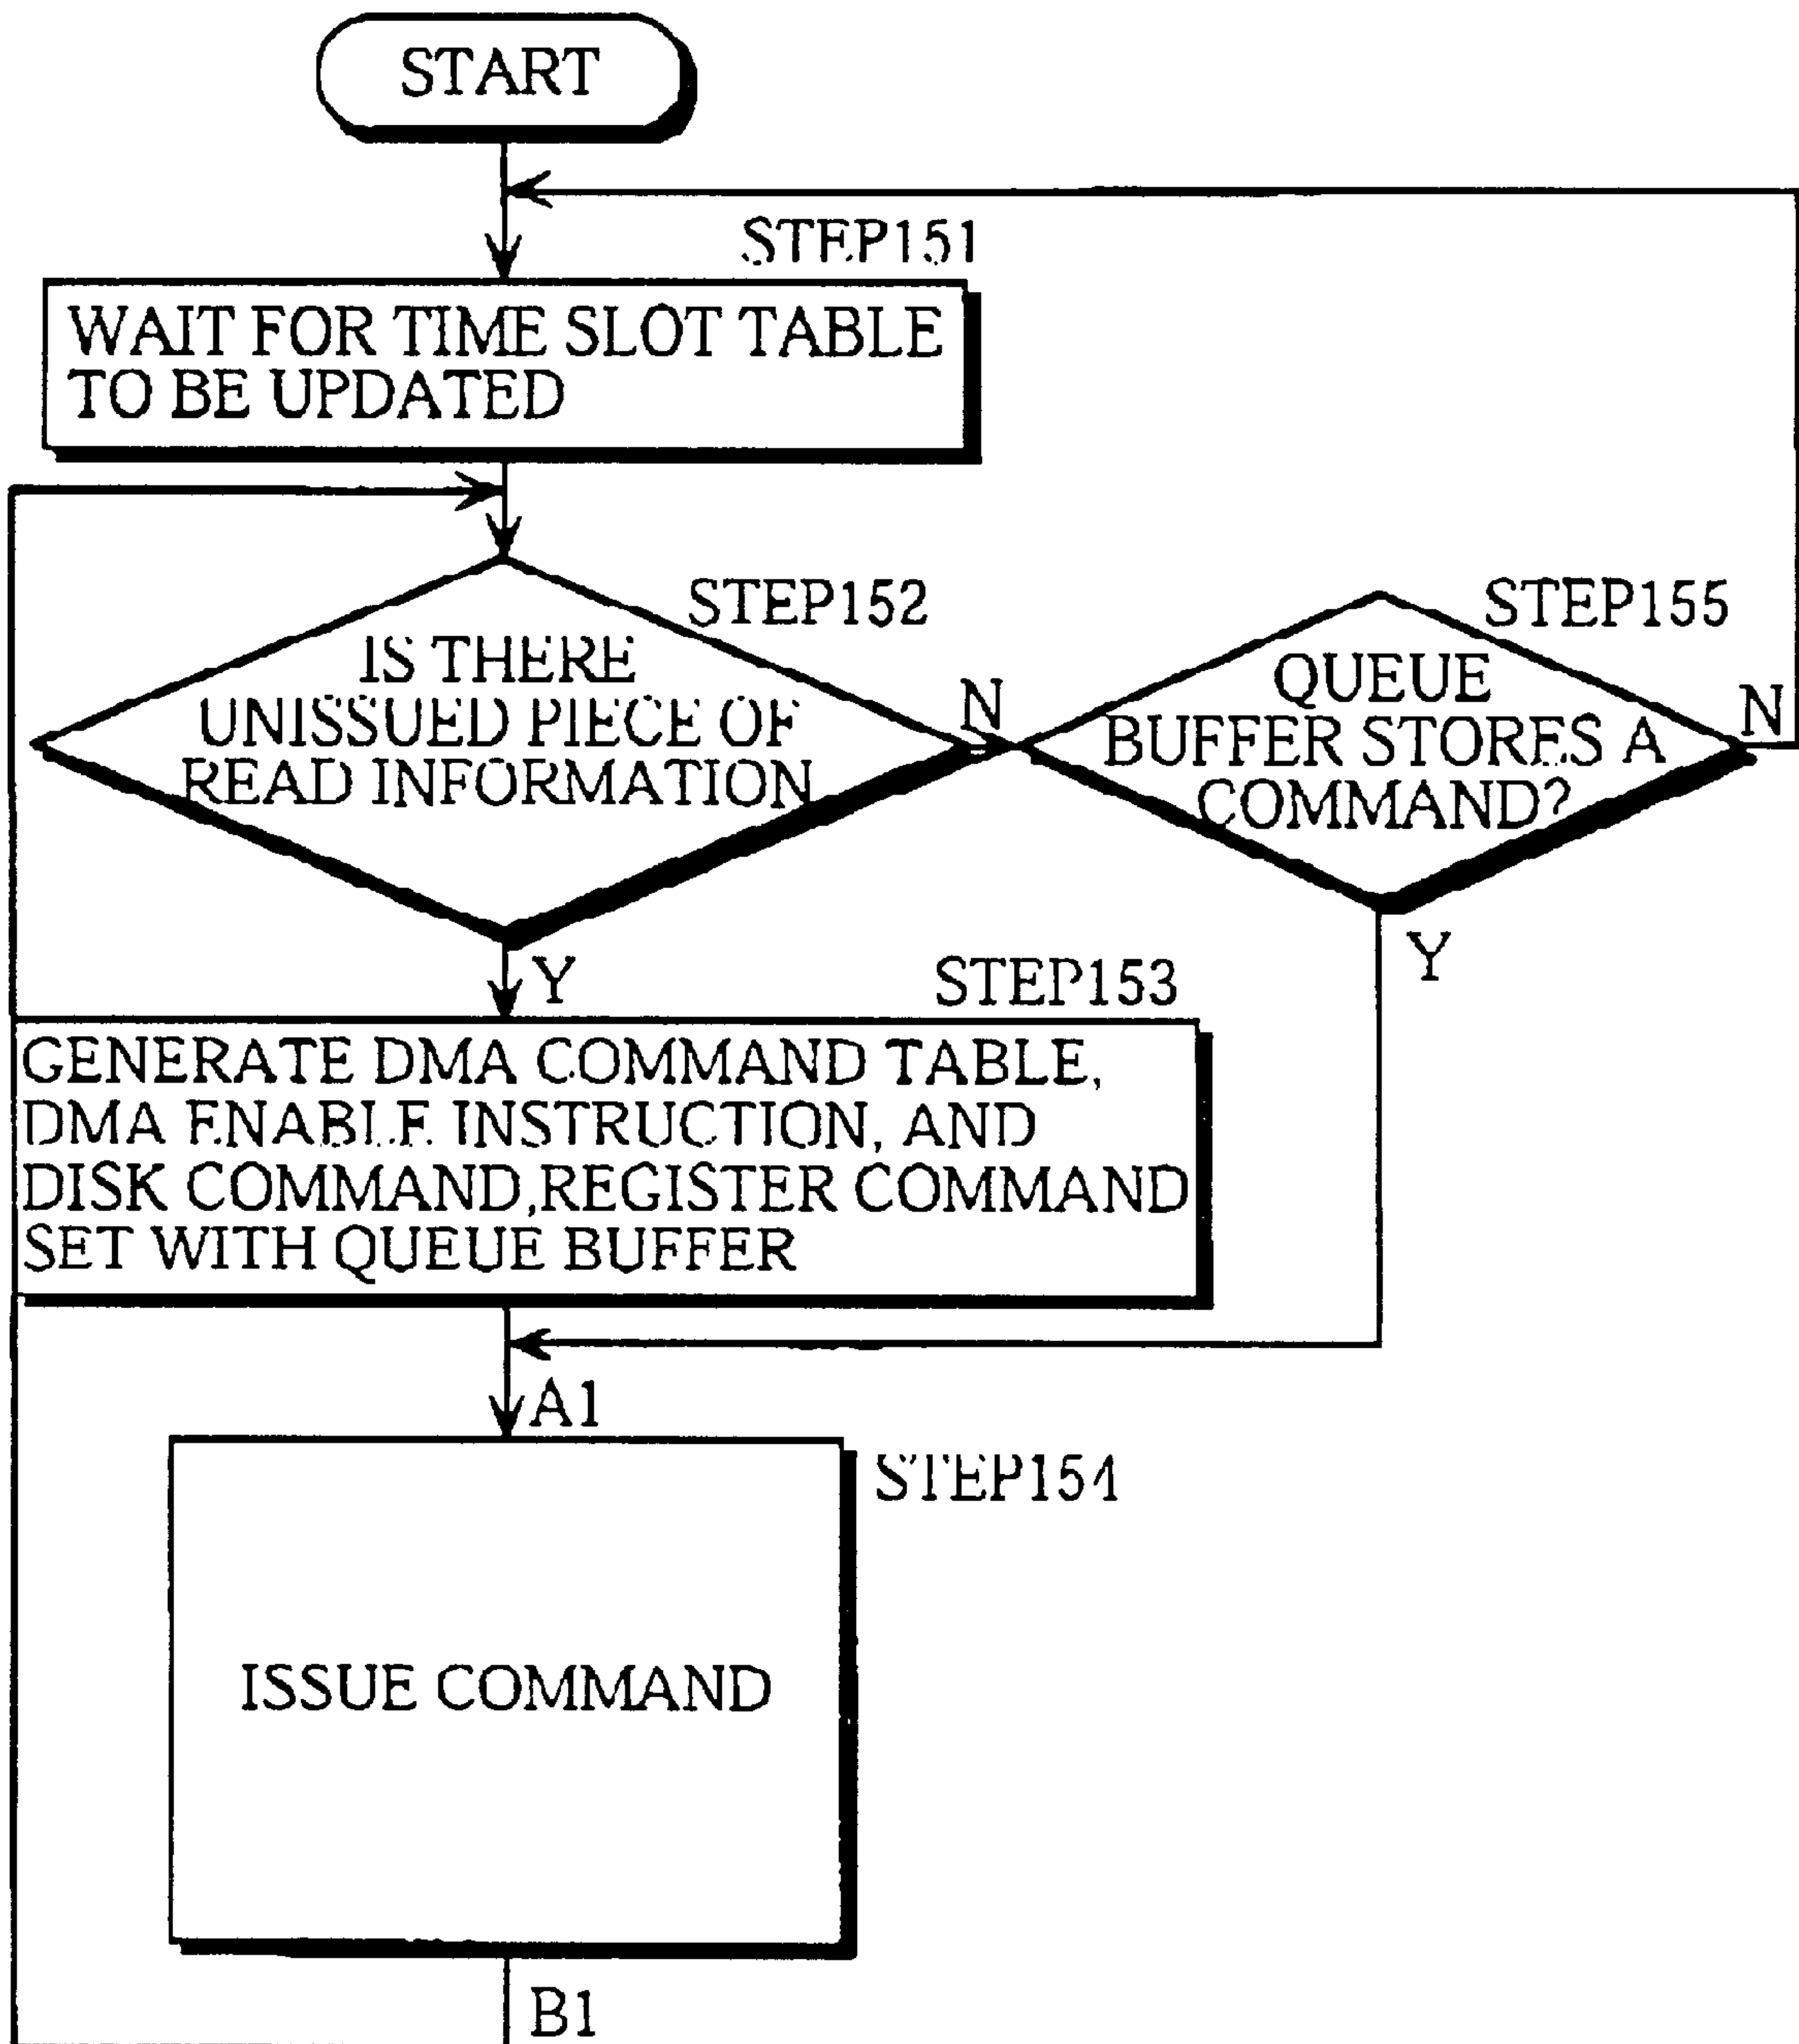 START
STEP151
WAIT FOR TIME SLOT TABLE
TO BE UPDATED
STEP152
IS THERE
UNISSUED PIECE OF
READ INFORMATION
N
Y
STEP155
QUEUE
BUFFER STORES A
COMMAND?
N
Y
STEP153
GENERATE DMA COMMAND TABLE,
DMA ENABLE INSTRUCTION, AND
DISK COMMAND,REGISTER COMMAND
SET WITH QUEUE BUFFER
A1
STEP154
ISSUE COMMAND
B1